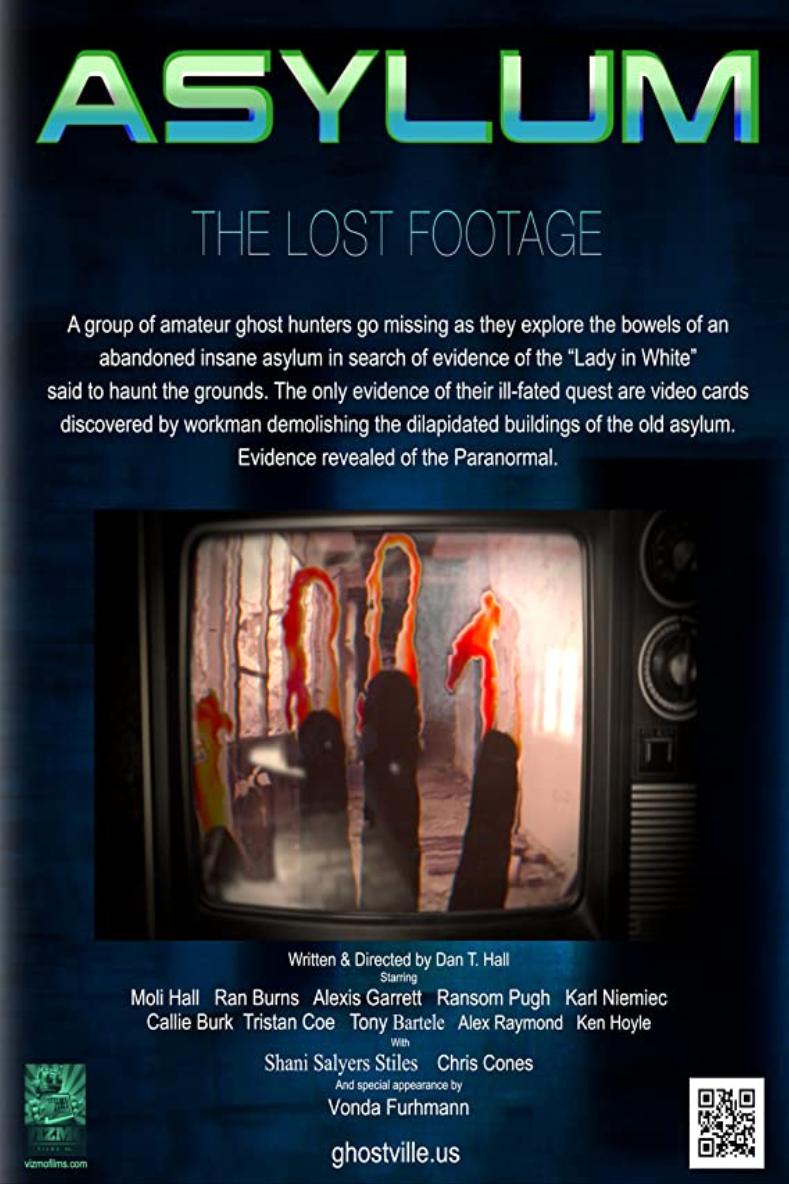 ASYLUM
THE LOST FOOTAGE
A group of amateur ghost hunters go missing as they explore the bowels of an
abandoned insane asylum in search of evidence of the “Lady in White”
said to haunt the grounds. The only evidence of their ill-fated quest are video cards
discovered by workman demolishing the dilapidated buildings of the old asylum.
Evidence revealed of the Paranormal.
Written & Directed by Dan T. Hall
Starring
Moli Hall Ran Burns Alexis Garrett Ransom Pugh Karl Niemiec
Callie Burk Tristan Coe Tony Bartele Alex Raymond Ken Hoyle
With
Shani Salyers Stiles Chris Cones
And special appearance by
Vonda Furhmann
ghostville.us
vizmofilms.com